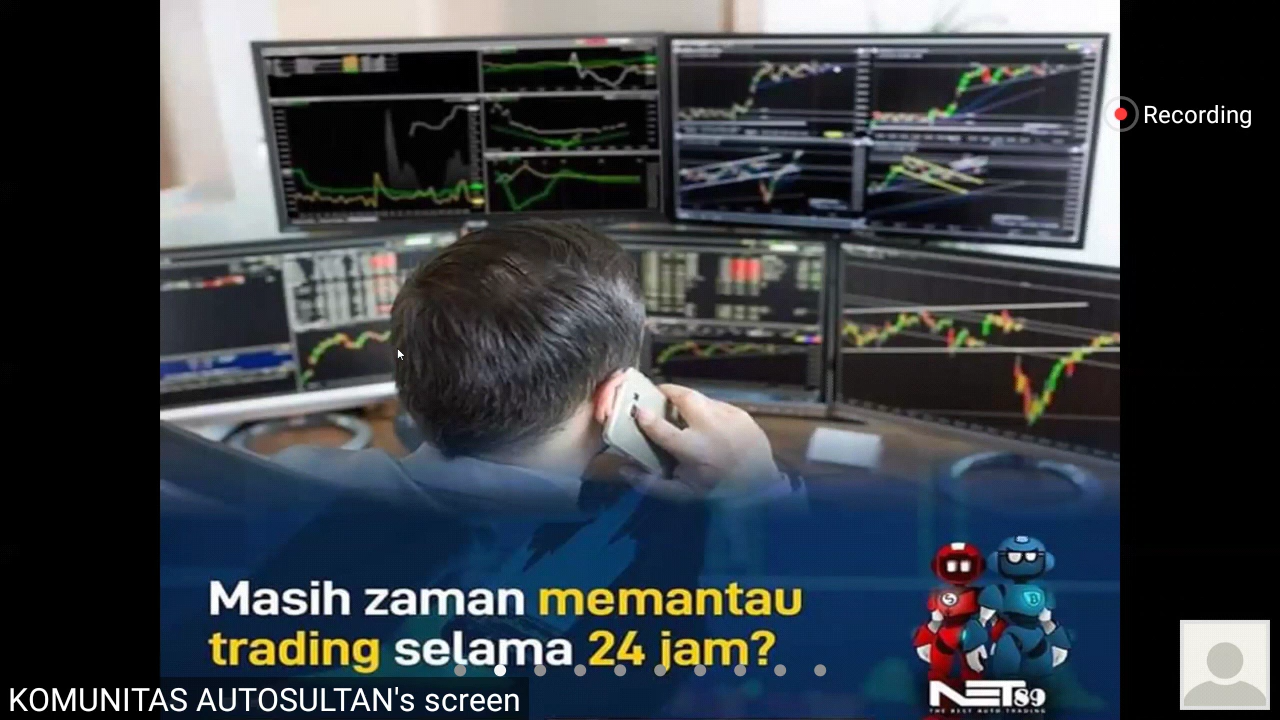 Recording
Masih zaman memantau
trading selama 24 jam?
NET89
THE BEST AUTO TRADING
KOMUNITAS AUTOSULTAN's screen